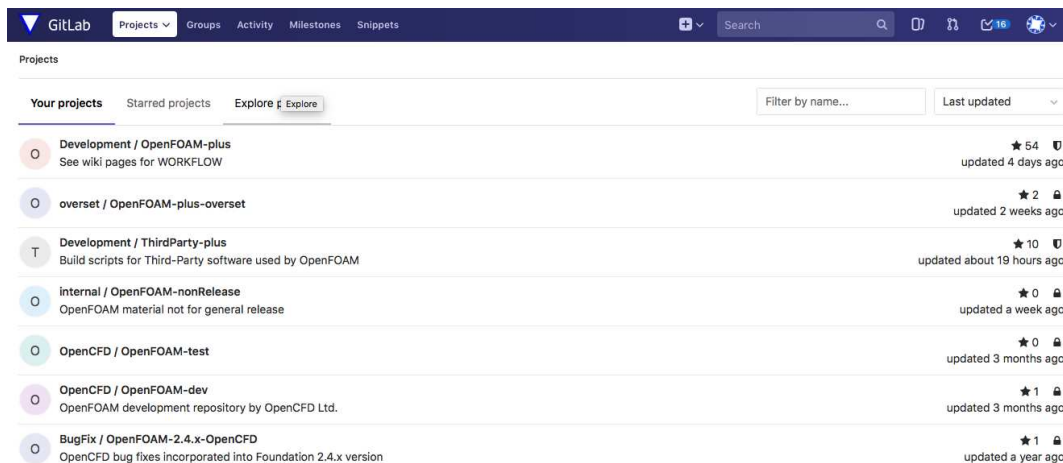 GitLab Projects Groups Activity Milestones Snippets Search 16
Projects
Your projects Starred projects Explore p Explore Filter by name... Last updated
O Development / OpenFOAM-plus 54
See wiki pages for WORKFLOW updated 4 days ago
O overset / OpenFOAM-plus-overset 2
updated 2 weeks ago
T Development / ThirdParty-plus 10
Build scripts for Third-Party software used by OpenFOAM updated about 19 hours ago
O internal / OpenFOAM-nonRelease 0
OpenFOAM material not for general release updated a week ago
O OpenCFD / OpenFOAM-test 0
updated 3 months ago
O OpenCFD / OpenFOAM-dev 1
OpenFOAM development repository by OpenCFD Ltd. updated 3 months ago
O BugFix / OpenFOAM-2.4.x-OpenCFD 1
OpenCFD bug fixes incorporated into Foundation 2.4.x version updated a year ago